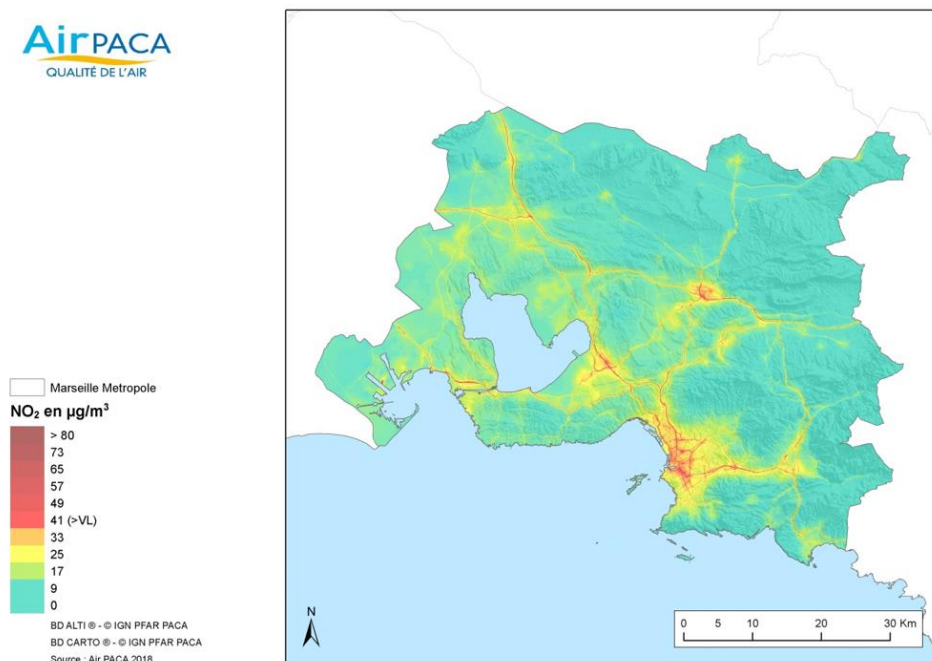 AirPACA
QUALITÉ DE L'AIR
Marseille Metropole
NO₂ en µg/m³
> 80
73
65
57
49
41 (>VL)
33
25
17
9
0
BD ALTI ® - © IGN PFAR PACA
BD CARTO ® - © IGN PFAR PACA
Source : Air PACA 2018
N
0 10 20 30 Km